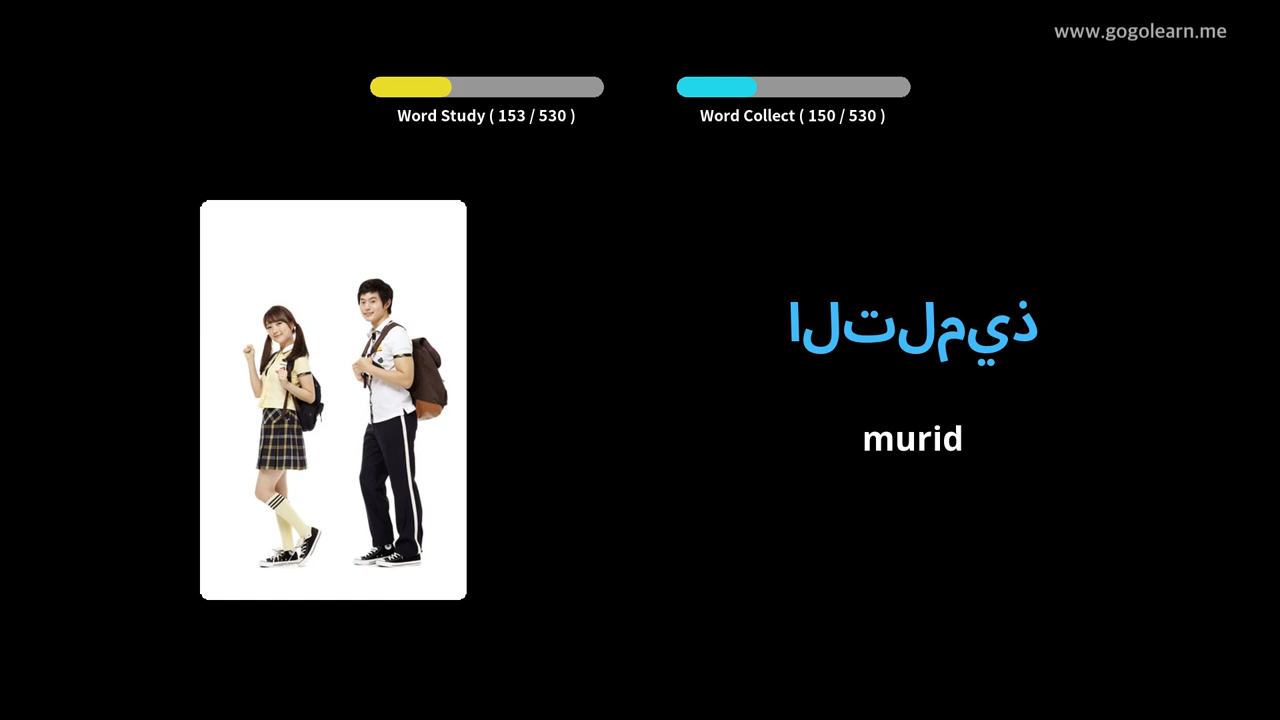 www.gogolearn.me
Word Study ( 153 / 530 )
Word Collect ( 150 / 530 )
التلميذ
murid